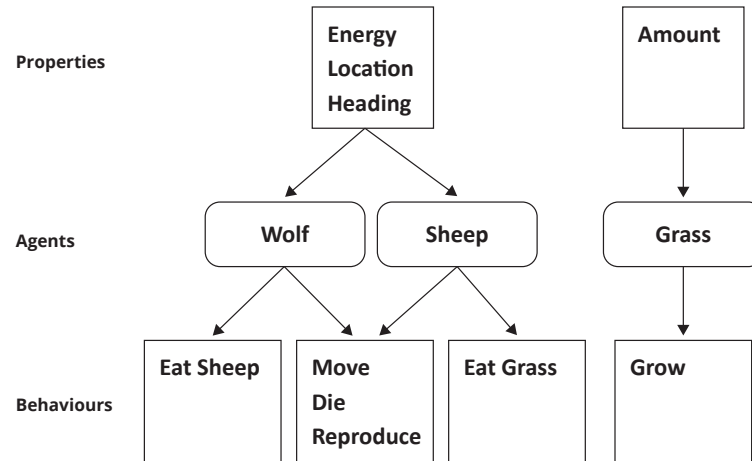 Properties
Energy
Location
Heading
Amount
Agents
Wolf
Sheep
Grass
Behaviours
Eat Sheep
Move
Die
Reproduce
Eat Grass
Grow